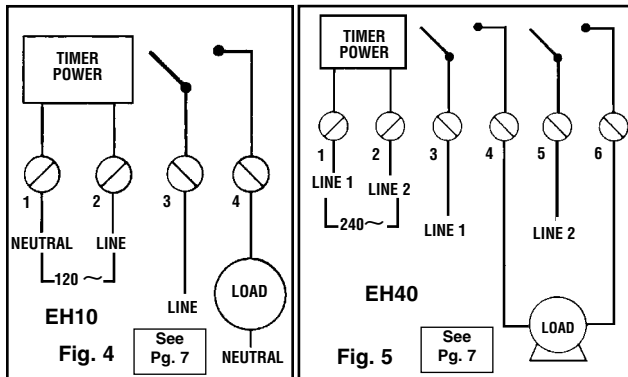 TIMER
POWER
1
2
3
4
NEUTRAL
LINE
120 ~
LINE
LOAD
EH10
Fig. 4
See
Pg. 7
NEUTRAL
TIMER
POWER
1
2
3
4
5
6
LINE 1
LINE 2
240~
LINE 1
LINE 2
EH40
LOAD
Fig. 5
See
Pg. 7